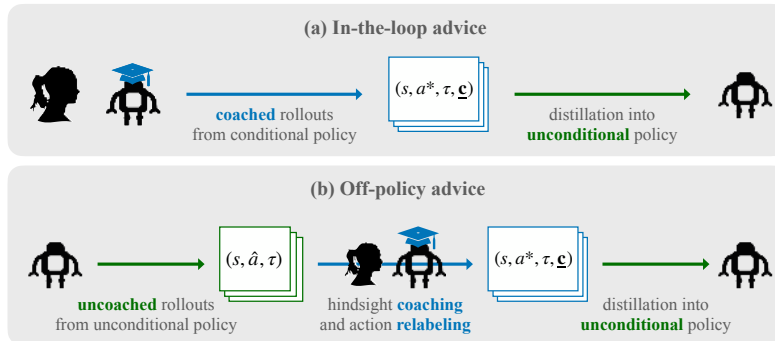 (a) In-the-loop advice
(s, a*, τ, c)
coached rollouts
from conditional policy
distillation into
unconditional policy
(b) Off-policy advice
(s, â, τ)
(s, a*, τ, c)
uncoached rollouts
from unconditional policy
hindsight coaching
and action relabeling
distillation into
unconditional policy